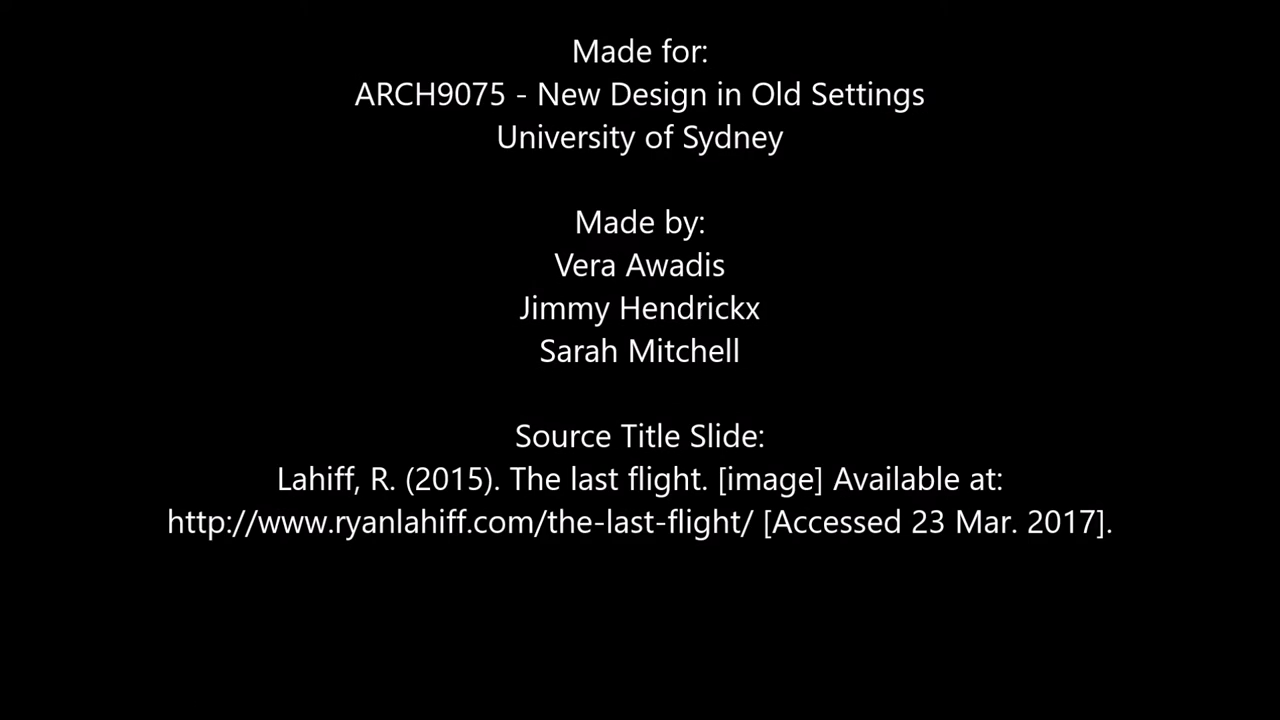 Made for:
ARCH9075 - New Design in Old Settings
University of Sydney
Made by:
Vera Awadis
Jimmy Hendrickx
Sarah Mitchell
Source Title Slide:
Lahiff, R. (2015). The last flight. [image] Available at:
http://www.ryanlahiff.com/the-last-flight/ [Accessed 23 Mar. 2017].